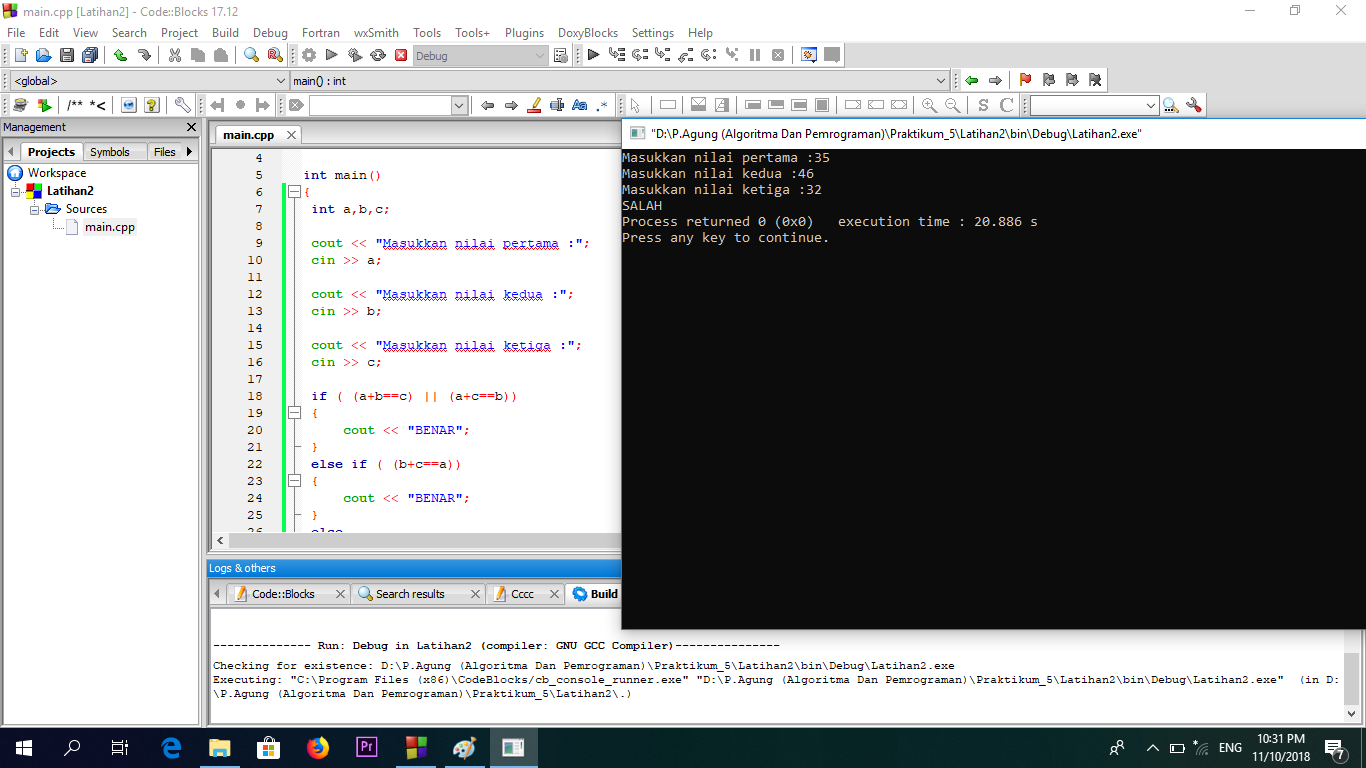 main.cpp [Latihan2] - Code::Blocks 17.12
File Edit View Search Project Build Debug Fortran wxSmith Tools Tools+ Plugins DoxyBlocks Settings Help
Debug
<global> main() : int
/** *< Aa .* S C
Management
Projects Symbols Files
Workspace
Latihan2
Sources
main.cpp
main.cpp
4
5 int main()
6 {
7 int a,b,c;
8
9 cout << "Masukkan nilai pertama :";
10 cin >> a;
11
12 cout << "Masukkan nilai kedua :";
13 cin >> b;
14
15 cout << "Masukkan nilai ketiga :";
16 cin >> c;
17
18 if ( (a+b==c) || (a+c==b))
19 {
20 cout << "BENAR";
21 }
22 else if ( (b+c==a))
23 {
24 cout << "BENAR";
25 }
26 else
"D:\P.Agung (Algoritma Dan Pemrograman)\Praktikum_5\Latihan2\bin\Debug\Latihan2.exe"
Masukkan nilai pertama :35
Masukkan nilai kedua :46
Masukkan nilai ketiga :32
SALAH
Process returned 0 (0x0) execution time : 20.886 s
Press any key to continue.
Logs & others
Code::Blocks Search results Cccc Build
-------------- Run: Debug in Latihan2 (compiler: GNU GCC Compiler)---------------
Checking for existence: D:\P.Agung (Algoritma Dan Pemrograman)\Praktikum_5\Latihan2\bin\Debug\Latihan2.exe
Executing: "C:\Program Files (x86)\CodeBlocks/cb_console_runner.exe" "D:\P.Agung (Algoritma Dan Pemrograman)\Praktikum_5\Latihan2\bin\Debug\Latihan2.exe" (in D:
\P.Agung (Algoritma Dan Pemrograman)\Praktikum_5\Latihan2\.)
Pr
ENG
10:31 PM
11/10/2018
7